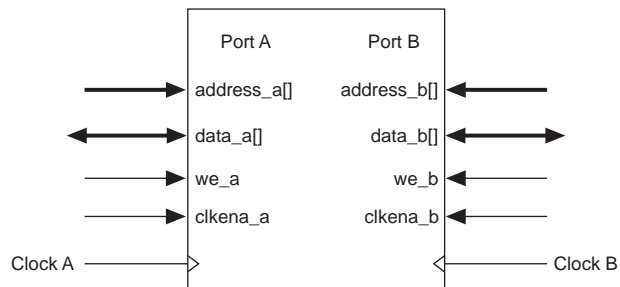 Port A Port B
address_a[] address_b[]
data_a[] data_b[]
we_a we_b
clkena_a clkena_b
Clock A Clock B